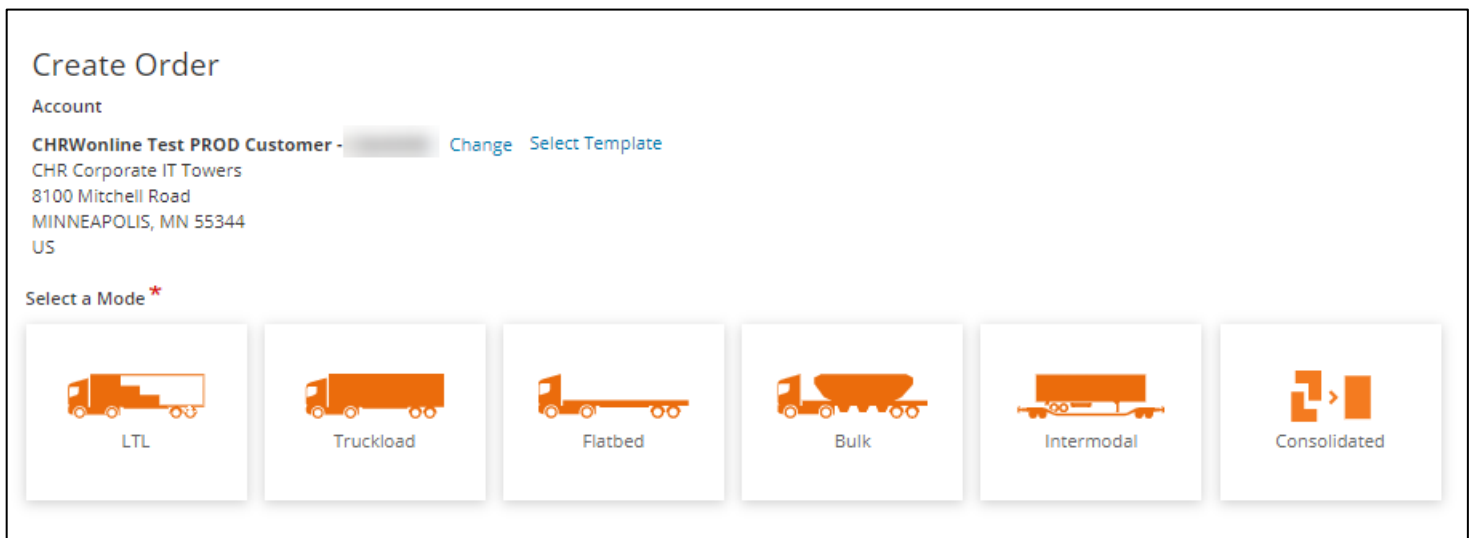 Create Order
Account
CHRWonline Test PROD Customer - Change Select Template
CHR Corporate IT Towers
8100 Mitchell Road
MINNEAPOLIS, MN 55344
US
Select a Mode *
LTL Truckload Flatbed Bulk Intermodal Consolidated